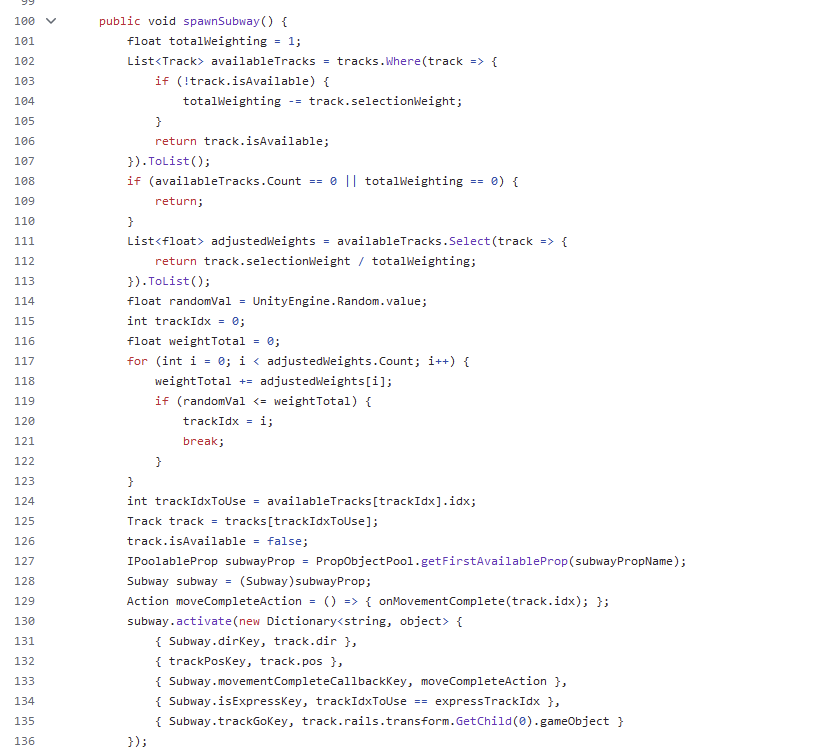 99
100 public void spawnSubway() {
101 float totalWeighting = 1;
102 List<Track> availableTracks = tracks.Where(track => {
103 if (!track.isAvailable) {
104 totalWeighting -= track.selectionWeight;
105 }
106 return track.isAvailable;
107 }).ToList();
108 if (availableTracks.Count == 0 || totalWeighting == 0) {
109 return;
110 }
111 List<float> adjustedWeights = availableTracks.Select(track => {
112 return track.selectionWeight / totalWeighting;
113 }).ToList();
114 float randomVal = UnityEngine.Random.value;
115 int trackIdx = 0;
116 float weightTotal = 0;
117 for (int i = 0; i < adjustedWeights.Count; i++) {
118 weightTotal += adjustedWeights[i];
119 if (randomVal <= weightTotal) {
120 trackIdx = i;
121 break;
122 }
123 }
124 int trackIdxToUse = availableTracks[trackIdx].idx;
125 Track track = tracks[trackIdxToUse];
126 track.isAvailable = false;
127 IPoolableProp subwayProp = PropObjectPool.getFirstAvailableProp(subwayPropName);
128 Subway subway = (Subway)subwayProp;
129 Action moveCompleteAction = () => { onMovementComplete(track.idx); };
130 subway.activate(new Dictionary<string, object> {
131 { Subway.dirKey, track.dir },
132 { trackPosKey, track.pos },
133 { Subway.movementCompleteCallbackKey, moveCompleteAction },
134 { Subway.isExpressKey, trackIdxToUse == expressTrackIdx },
135 { Subway.trackGoKey, track.rails.transform.GetChild(0).gameObject }
136 });